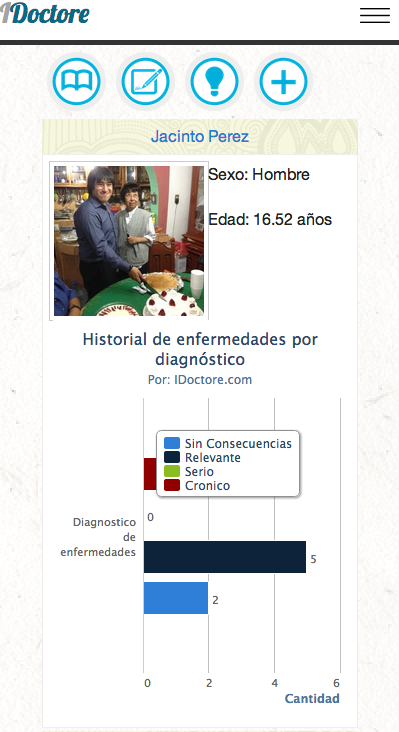 IDoctore
Jacinto Perez
Sexo: Hombre
Edad: 16.52 años
Historial de enfermedades por
diagnóstico
Por: IDoctore.com
Sin Consecuencias
Relevante
Serio
Cronico
0
Diagnostico
de
enfermedades
5
2
0 2 4 6
Cantidad